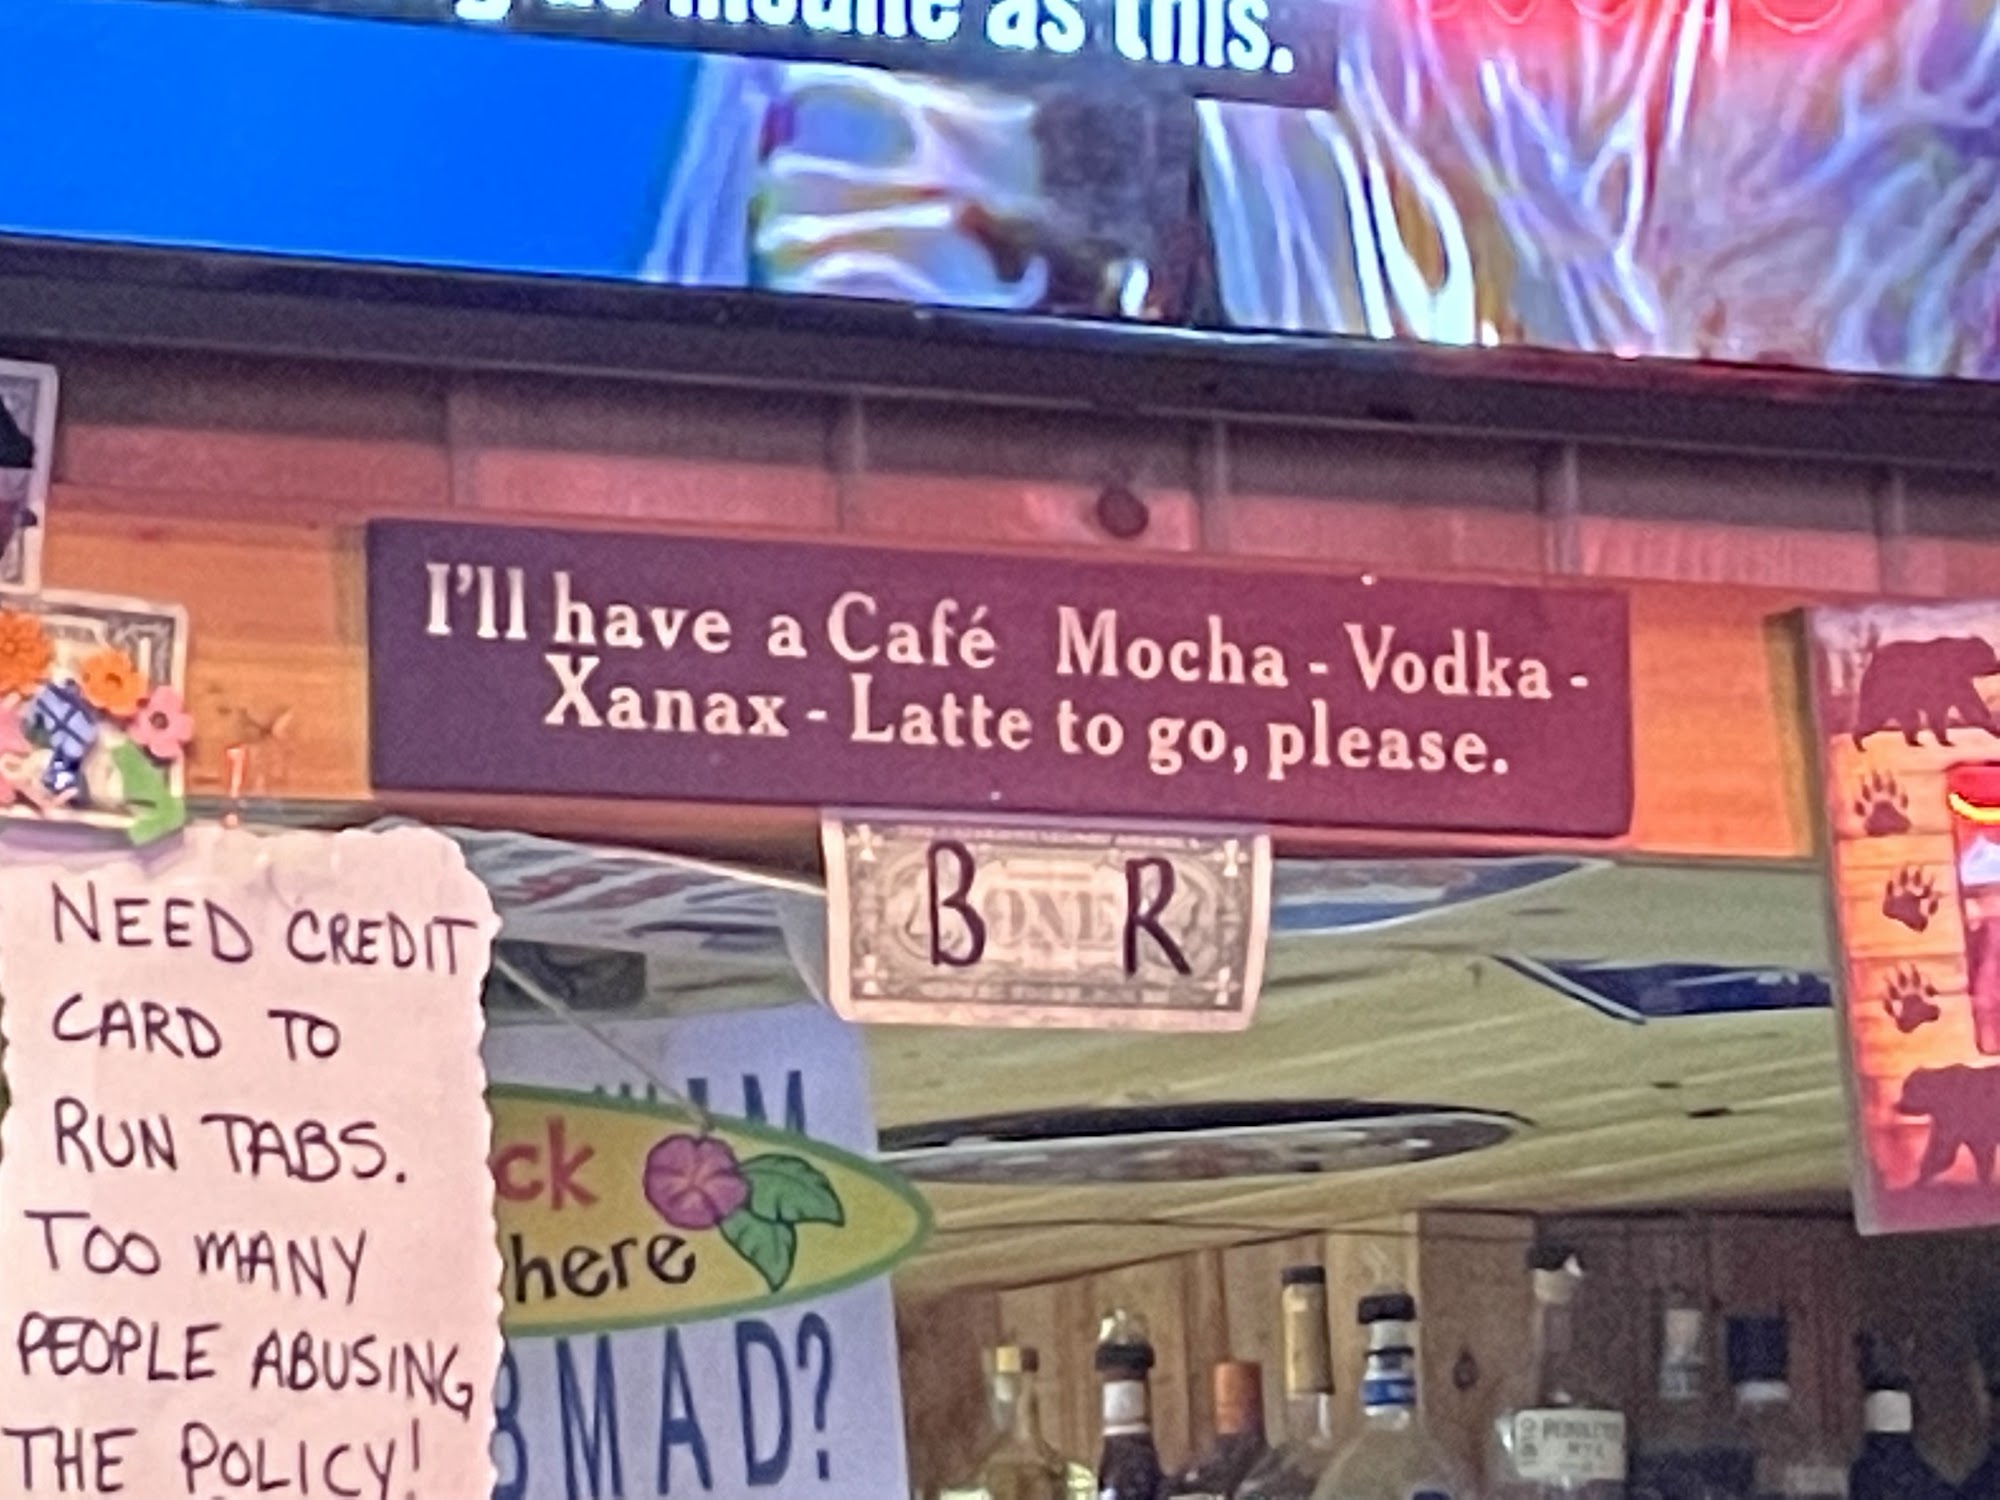 as this.
I'll have a Café Mocha - Vodka -
Xanax - Latte to go, please.
B ONE R
NEED CREDIT
CARD TO
RUN TABS.
TOO MANY
PEOPLE ABUSING
THE POLICY!
ck
here
MAD?